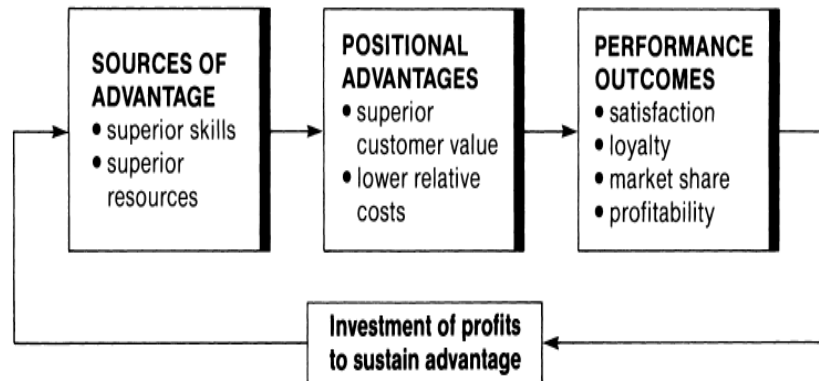 SOURCES OF
ADVANTAGE
• superior skills
• superior
resources
POSITIONAL
ADVANTAGES
• superior
customer value
• lower relative
costs
PERFORMANCE
OUTCOMES
• satisfaction
• loyalty
• market share
• profitability
Investment of profits
to sustain advantage